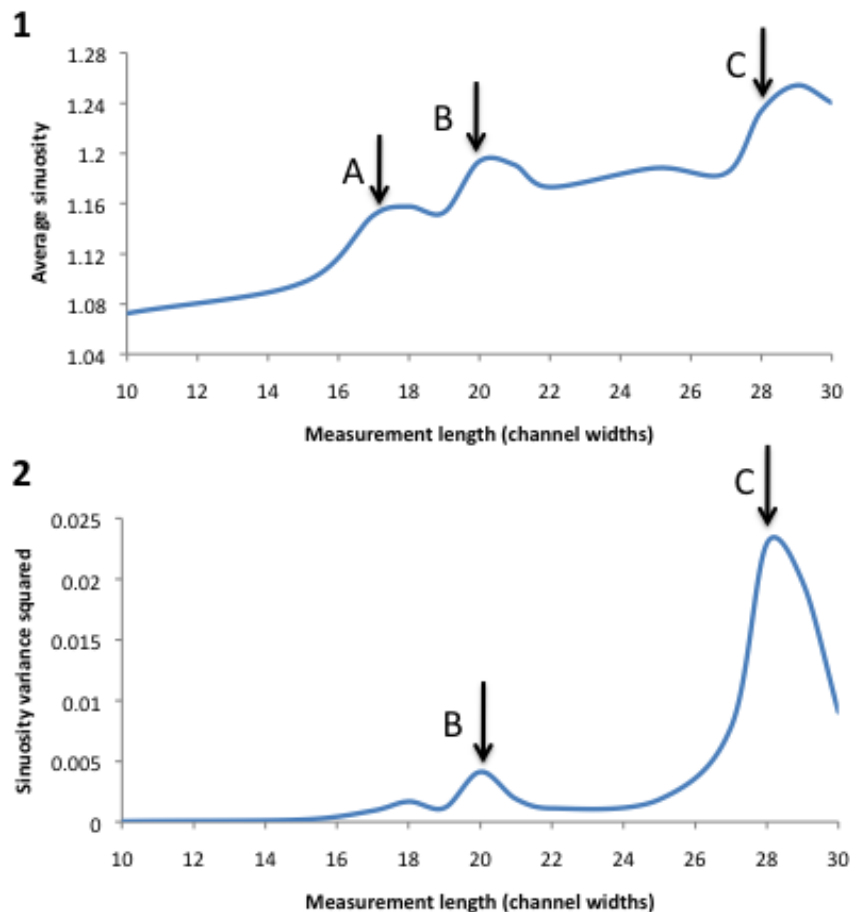 1
1.28
1.24
1.2
1.16
1.12
1.08
1.04
Average sinuosity
A
B
C
10 12 14 16 18 20 22 24 26 28 30
Measurement length (channel widths)
2
0.025
0.02
0.015
0.01
0.005
0
Sinuosity variance squared
B
C
10 12 14 16 18 20 22 24 26 28 30
Measurement length (channel widths)